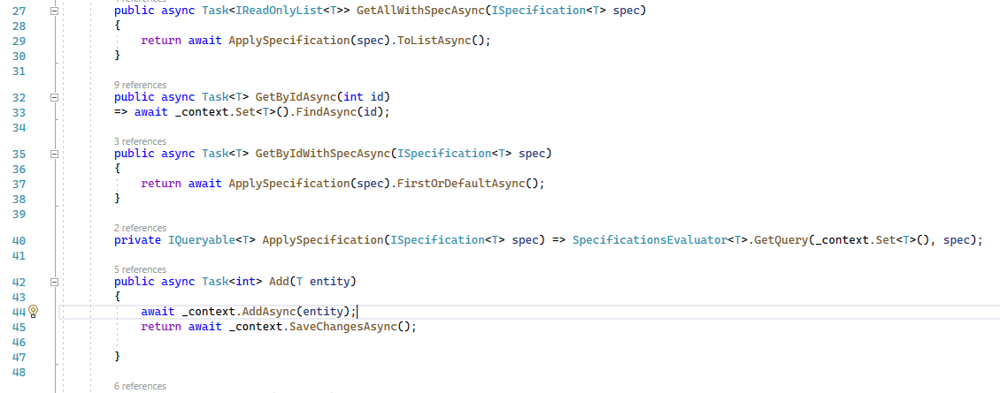 27 public async Task<IReadOnlyList<T>> GetAllWithSpecAsync(ISpecification<T> spec)
28 {
29 return await ApplySpecification(spec).ToListAsync();
30 }
31
9 references
32 public async Task<T> GetByIdAsync(int id)
33 => await _context.Set<T>().FindAsync(id);
34
3 references
35 public async Task<T> GetByIdWithSpecAsync(ISpecification<T> spec)
36 {
37 return await ApplySpecification(spec).FirstOrDefaultAsync();
38 }
39
2 references
40 private IQueryable<T> ApplySpecification(ISpecification<T> spec) => SpecificationsEvaluator<T>.GetQuery(_context.Set<T>(), spec);
41
5 references
42 public async Task<int> Add(T entity)
43 {
44 await _context.AddAsync(entity);
45 return await _context.SaveChangesAsync();
46
47 }
48
6 references